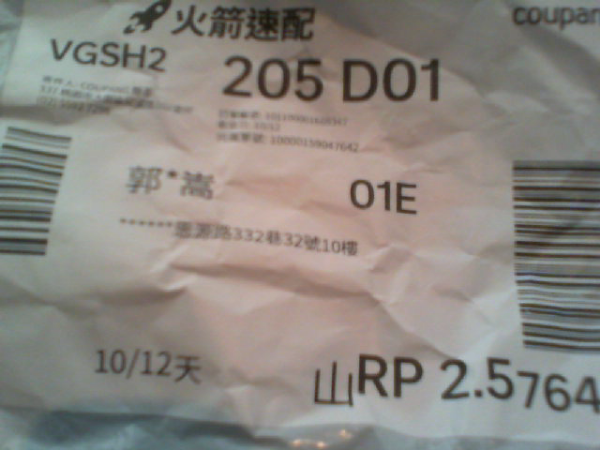 火箭速配
coupan
VGSH2
205 D01
郭*嵩
01E
******恩源路332巷32號10樓
10/12天
山RP 2.5764